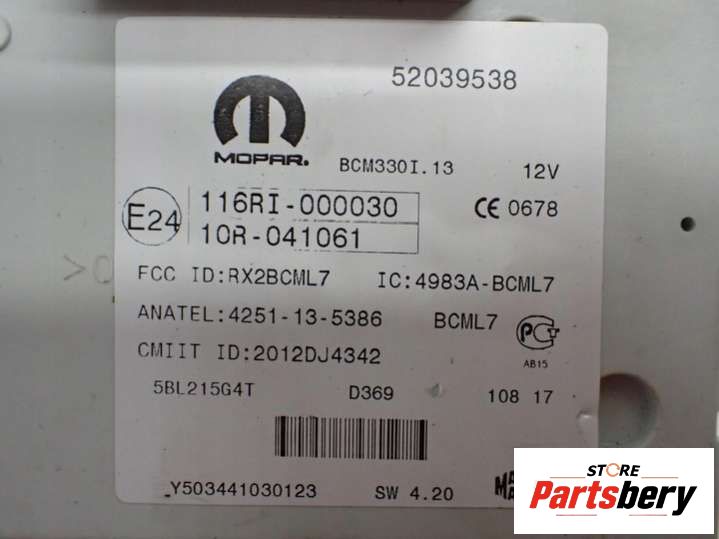 52039538
MOPAR.
BCM330I.13 12V
E24
116RI-000030
CE 0678
10R-041061
FCC ID:RX2BCML7 IC:4983A-BCML7
ANATEL:4251-13-5386 BCML7
CMIIT ID:2012DJ4342
AB15
5BL215G4T D369 108 17
Y503441030123 SW 4.20
STORE
Partsbery